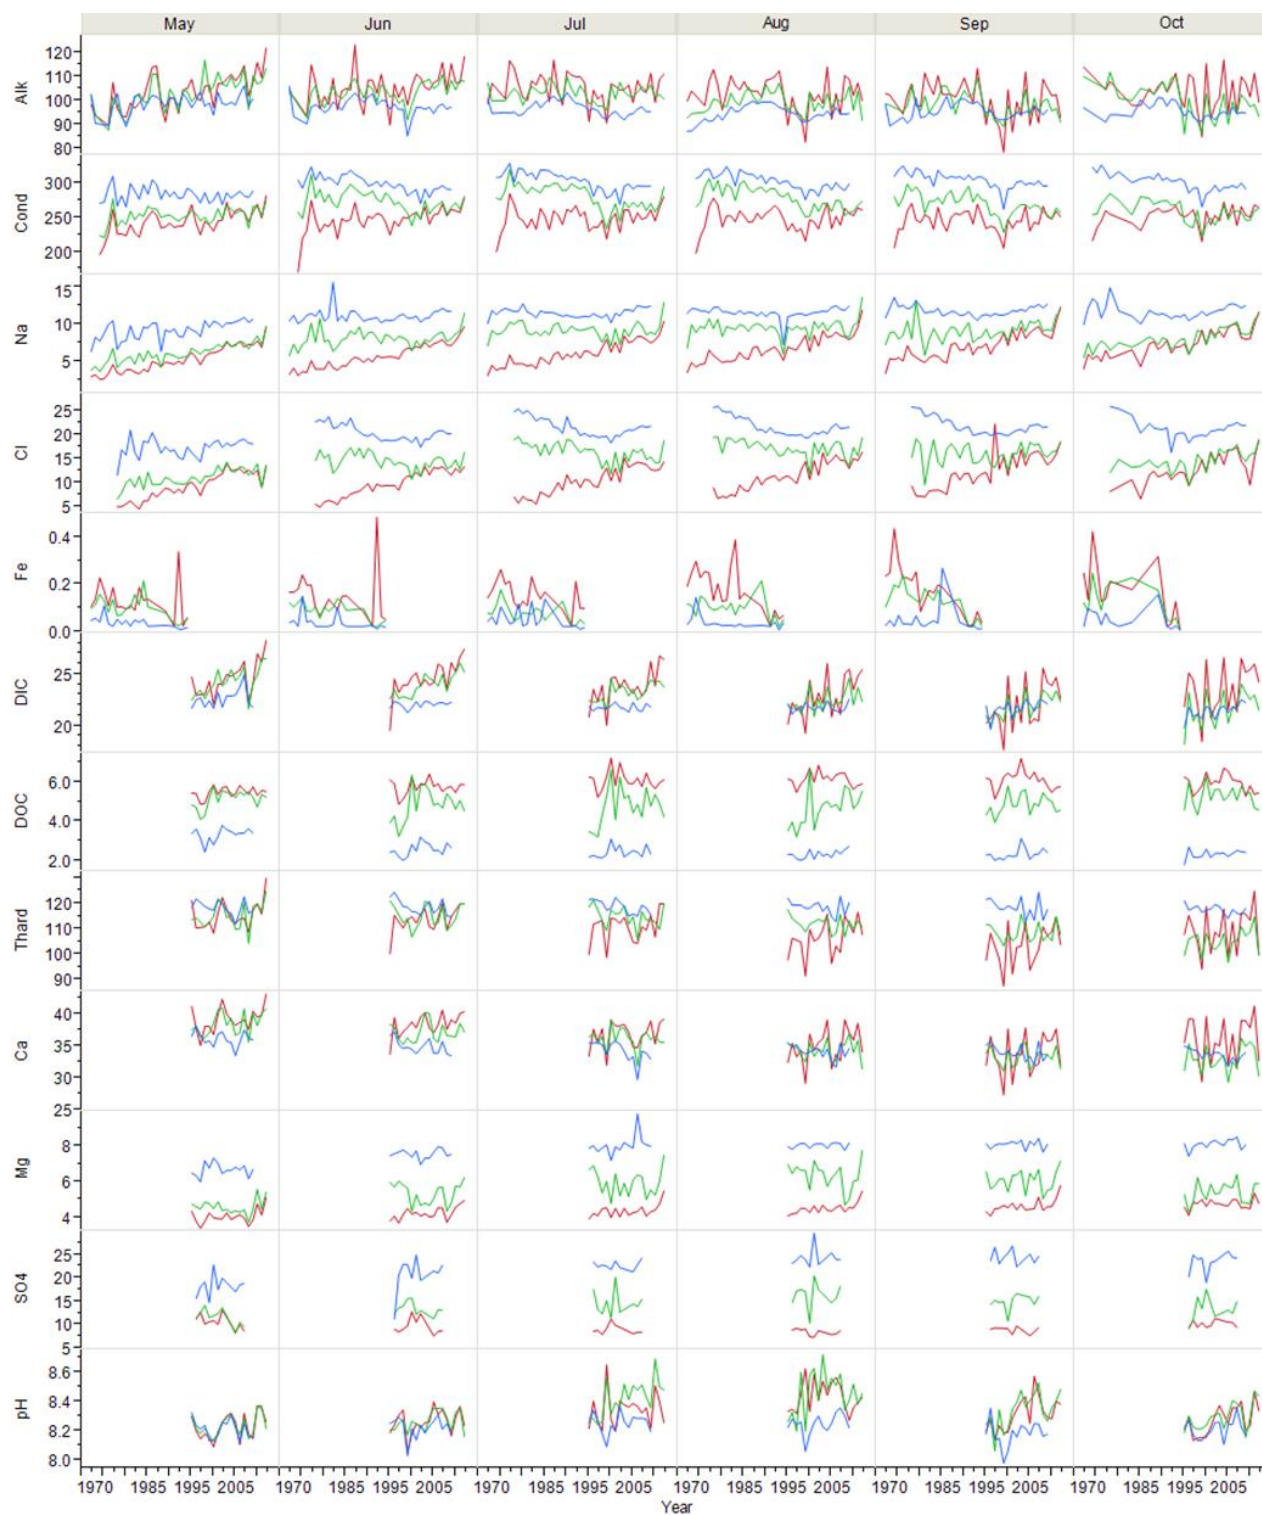 May Jun Jul Aug Sep Oct
Alk 120 110 100 90 80
Cond 300 250 200
Na 15 10 5
Cl 25 20 15 10 5
Fe 0.4 0.2 0.0
DIC 25 20
DOC 6.0 4.0 2.0
Thard 120 110 100 90
Ca 40 35 30 25
Mg 8 6 4
SO4 25 20 15 10 5
pH 8.6 8.4 8.2 8.0
1970 1985 1995 2005 1970 1985 1995 2005 1970 1985 1995 2005 1970 1985 1995 2005 1970 1985 1995 2005 1970 1985 1995 2005
Year